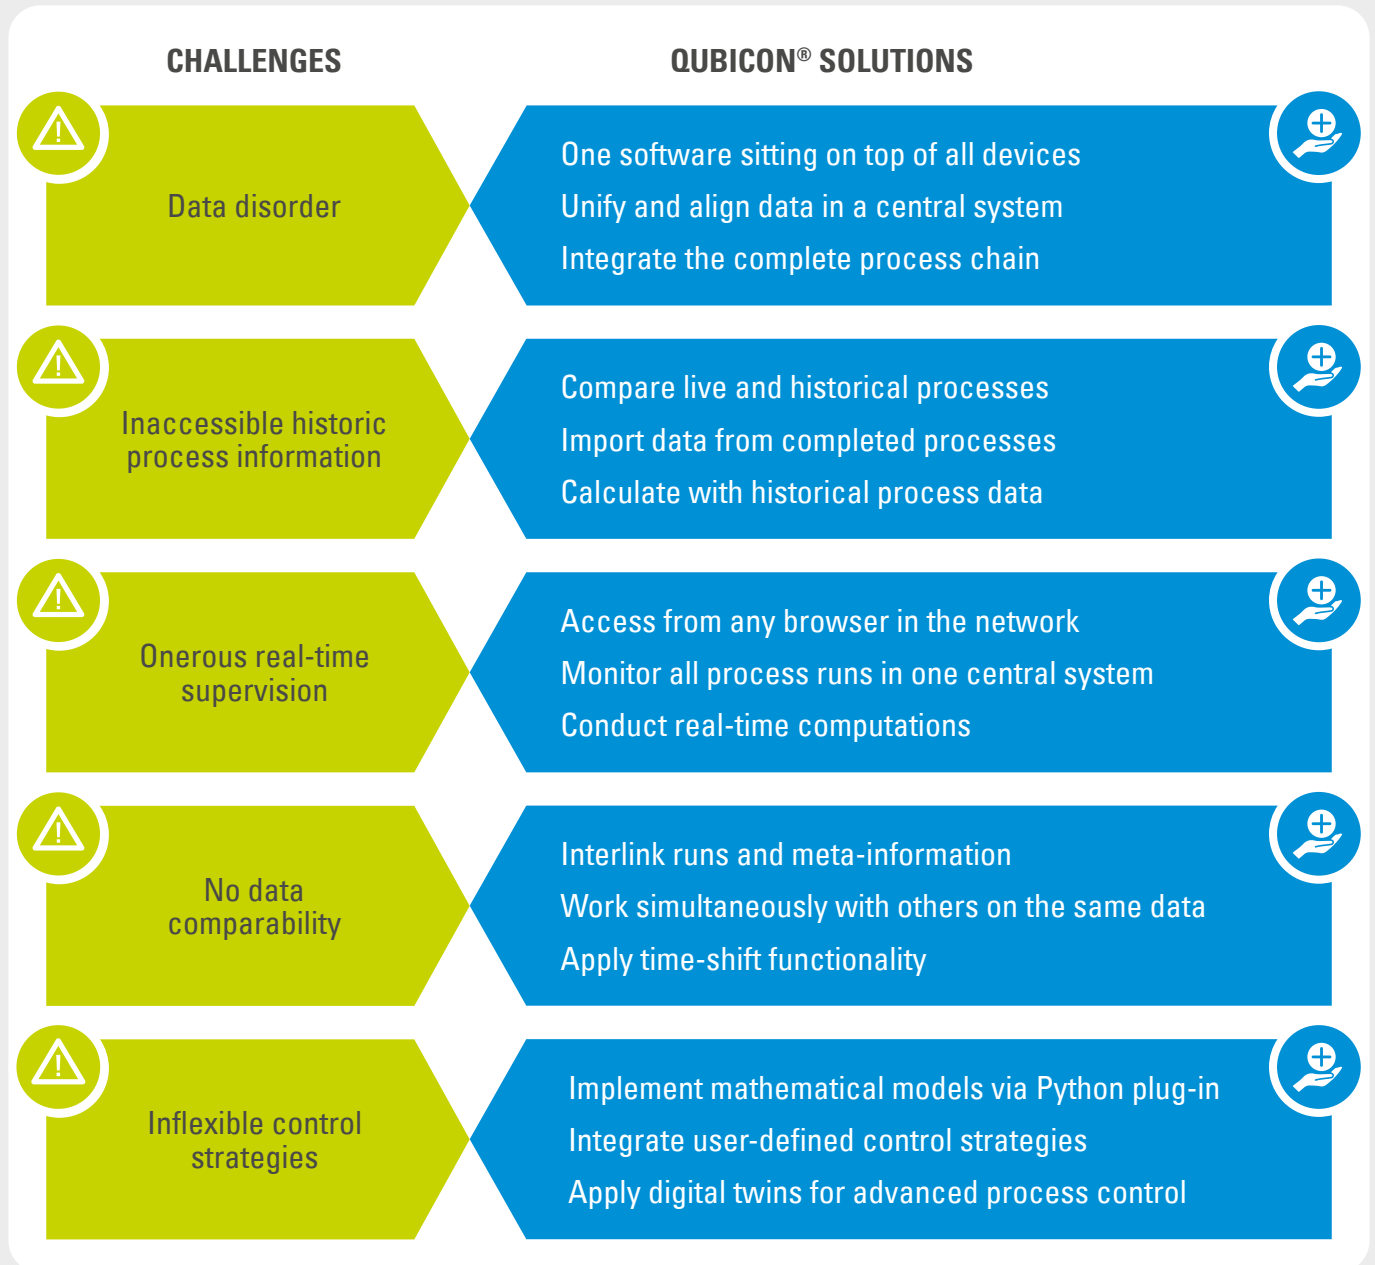 CHALLENGES
QUBICON® SOLUTIONS
Data disorder
One software sitting on top of all devices
Unify and align data in a central system
Integrate the complete process chain
Inaccessible historic
process information
Compare live and historical processes
Import data from completed processes
Calculate with historical process data
Onerous real-time
supervision
Access from any browser in the network
Monitor all process runs in one central system
Conduct real-time computations
No data
comparability
Interlink runs and meta-information
Work simultaneously with others on the same data
Apply time-shift functionality
Inflexible control
strategies
Implement mathematical models via Python plug-in
Integrate user-defined control strategies
Apply digital twins for advanced process control